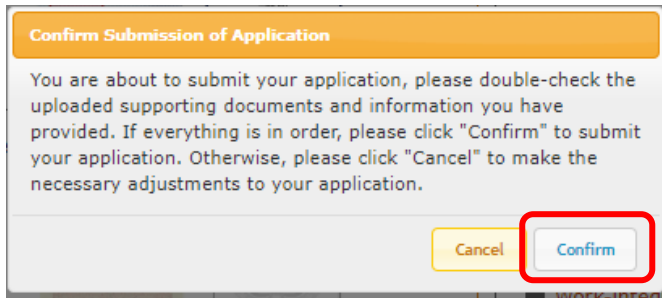 Confirm Submission of Application
You are about to submit your application, please double-check the
uploaded supporting documents and information you have
provided. If everything is in order, please click "Confirm" to submit
your application. Otherwise, please click "Cancel" to make the
necessary adjustments to your application.
Cancel Confirm